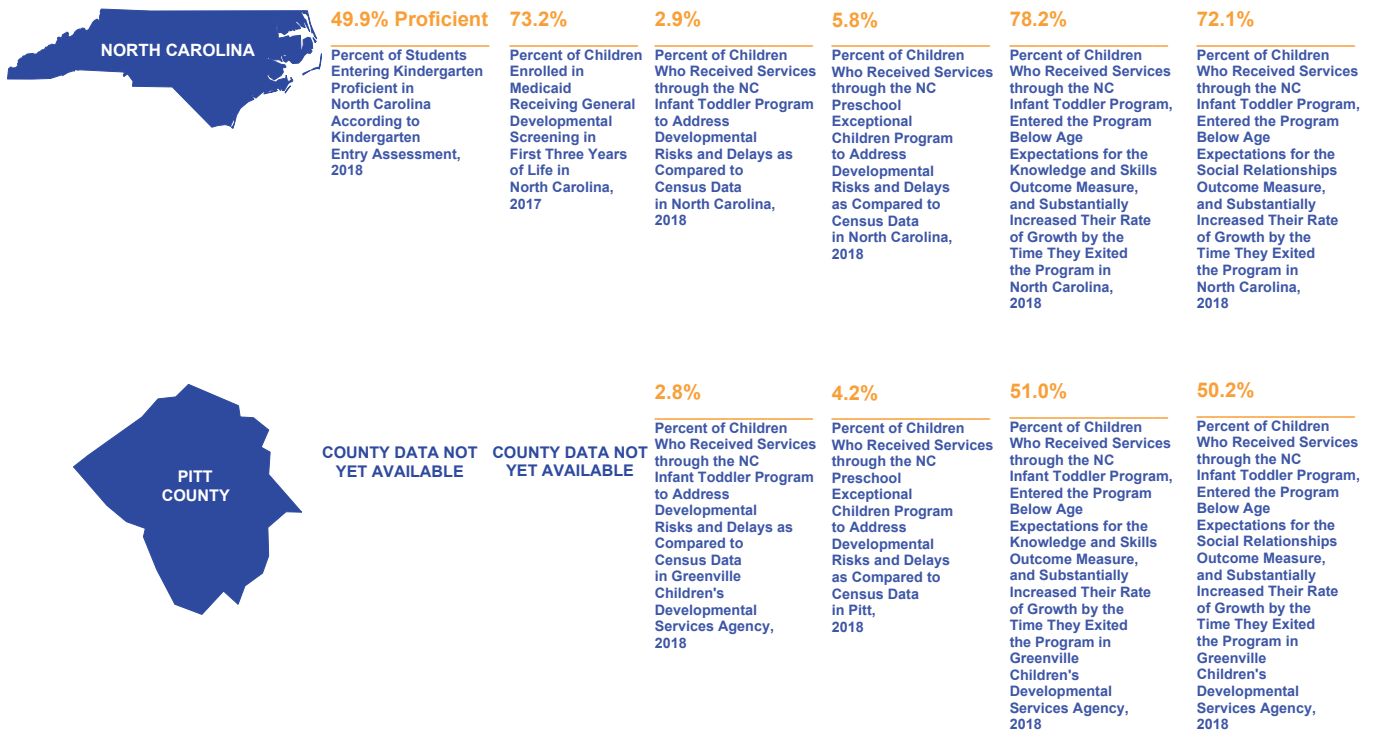 NORTH CAROLINA
49.9% Proficient
Percent of Students
Entering Kindergarten
Proficient in
North Carolina
According to
Kindergarten
Entry Assessment,
2018
73.2%
Percent of Children
Enrolled in
Medicaid
Receiving General
Developmental
Screening in
First Three Years
of Life in
North Carolina,
2017
2.9%
Percent of Children
Who Received Services
through the NC
Infant Toddler Program
to Address
Developmental
Risks and Delays as
Compared to
Census Data
in North Carolina,
2018
5.8%
Percent of Children
Who Received Services
through the NC
Preschool
Exceptional
Children Program
to Address
Developmental
Risks and Delays
as Compared to
Census Data
in North Carolina,
2018
78.2%
Percent of Children
Who Received Services
through the NC
Infant Toddler Program,
Entered the Program
Below Age
Expectations for the
Knowledge and Skills
Outcome Measure,
and Substantially
Increased Their Rate
of Growth by the
Time They Exited
the Program in
North Carolina,
2018
72.1%
Percent of Children
Who Received Services
through the NC
Infant Toddler Program,
Entered the Program
Below Age
Expectations for the
Social Relationships
Outcome Measure,
and Substantially
Increased Their Rate
of Growth by the
Time They Exited
the Program in
North Carolina,
2018
PITT
COUNTY
COUNTY DATA NOT
YET AVAILABLE
COUNTY DATA NOT
YET AVAILABLE
2.8%
Percent of Children
Who Received Services
through the NC
Infant Toddler Program
to Address
Developmental
Risks and Delays as
Compared to
Census Data
in Greenville
Children's
Developmental
Services Agency,
2018
4.2%
Percent of Children
Who Received Services
through the NC
Preschool
Exceptional
Children Program
to Address
Developmental
Risks and Delays
as Compared to
Census Data
in Pitt,
2018
51.0%
Percent of Children
Who Received Services
through the NC
Infant Toddler Program,
Entered the Program
Below Age
Expectations for the
Knowledge and Skills
Outcome Measure,
and Substantially
Increased Their Rate
of Growth by the
Time They Exited
the Program in
Greenville
Children's
Developmental
Services Agency,
2018
50.2%
Percent of Children
Who Received Services
through the NC
Infant Toddler Program,
Entered the Program
Below Age
Expectations for the
Social Relationships
Outcome Measure,
and Substantially
Increased Their Rate
of Growth by the
Time They Exited
the Program in
Greenville
Children's
Developmental
Services Agency,
2018